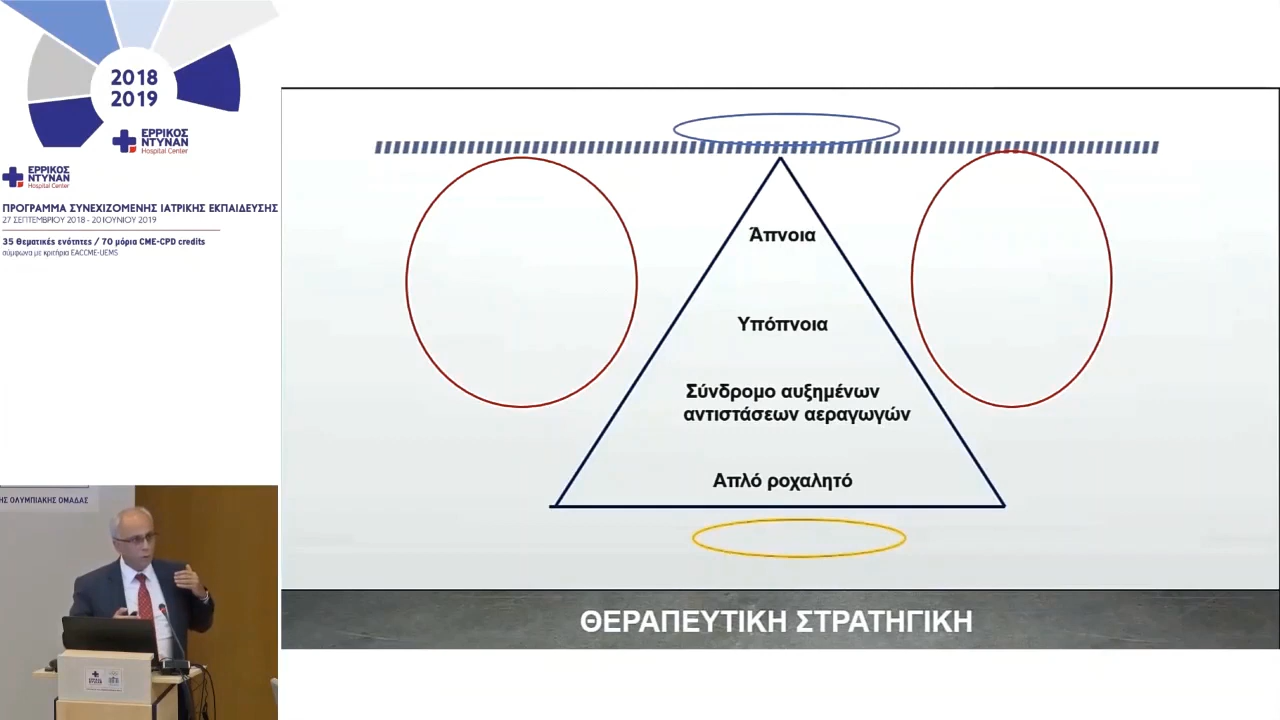 2018
2019
ΕΡΡΙΚΟΣ
ΝΤΥΝΑΝ
Hospital Center
ΕΡΡΙΚΟΣ
ΝΤΥΝΑΝ
Hospital Center
ΠΡΟΓΡΑΜΜΑ ΣΥΝΕΧΙΖΟΜΕΝΗΣ ΙΑΤΡΙΚΗΣ ΕΚΠΑΙΔΕΥΣΗΣ
27 ΣΕΠΤΕΜΒΡΙΟΥ 2018 - 20 ΙΟΥΝΙΟΥ 2019
35 Θεματικές ενότητες / 70 μόρια CME-CPD credits
σύμφωνα με κριτήρια EACCME-UEMS
ΗΣ ΟΛΥΜΠΙΑΚΗΣ ΟΜΑΔΑΣ
Άπνοια
Υπόπνοια
Σύνδρομο αυξημένων
αντιστάσεων αεραγωγών
Απλό ροχαλητό
ΘΕΡΑΠΕΥΤΙΚΗ ΣΤΡΑΤΗΓΙΚΗ